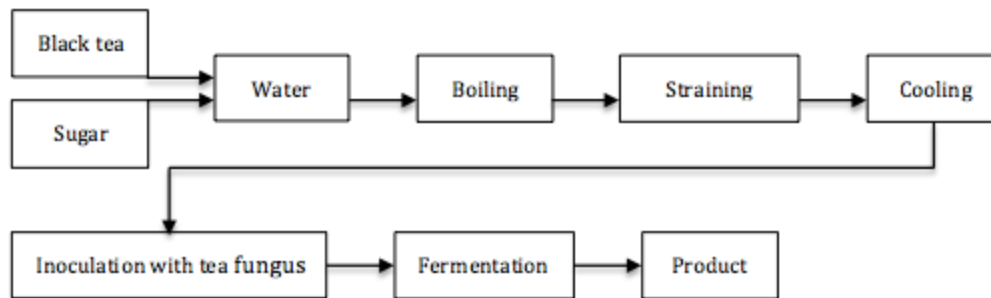 Black tea
Sugar
Water
Boiling
Straining
Cooling
Inoculation with tea fungus
Fermentation
Product